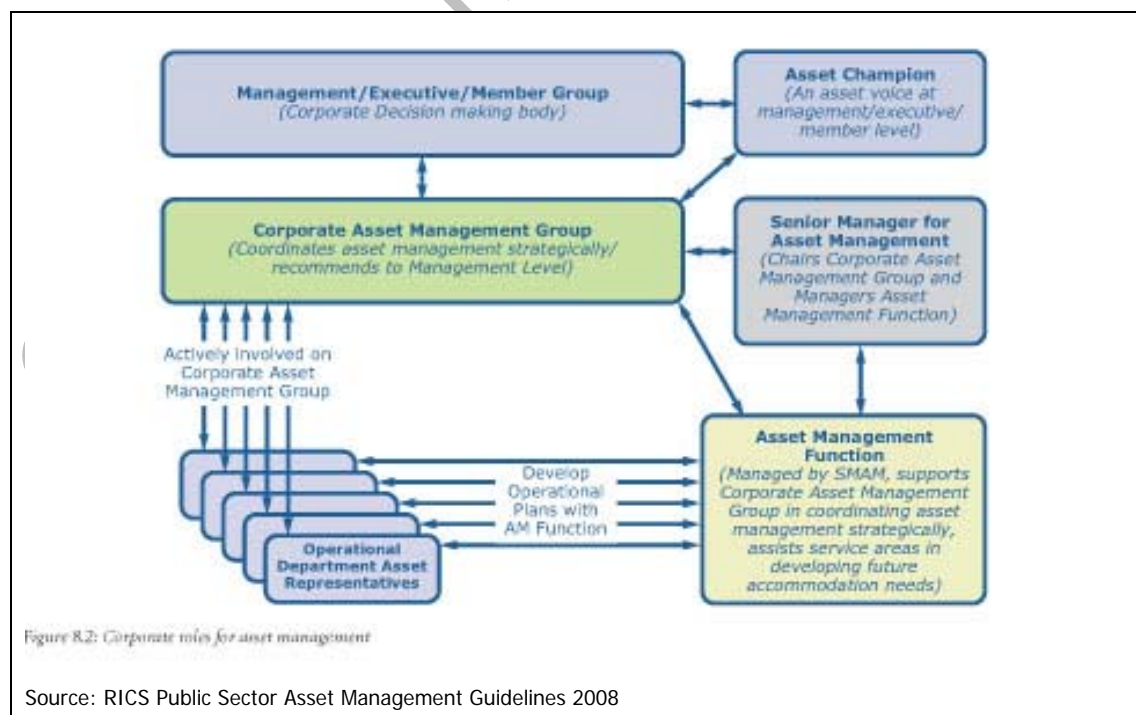 Management/Executive/Member Group
(Corporate Decision making body)
Asset Champion
(An asset voice at
management/executive/
member level)
Corporate Asset Management Group
(Coordinates asset management strategically/
recommends to Management Level)
Senior Manager for
Asset Management
(Chairs Corporate Asset
Management Group and
Managers Asset
Management Function)
Actively involved on
Corporate Asset
Management Group
Develop
Operational
Plans with
AM Function
Asset Management
Function
(Managed by SMAM, supports
Corporate Asset Management
Group in coordinating asset
management strategically,
assists service areas in
developing future
accommodation needs)
Operational
Department Asset
Representatives
Figure 8.2: Corporate roles for asset management
Source: RICS Public Sector Asset Management Guidelines 2008